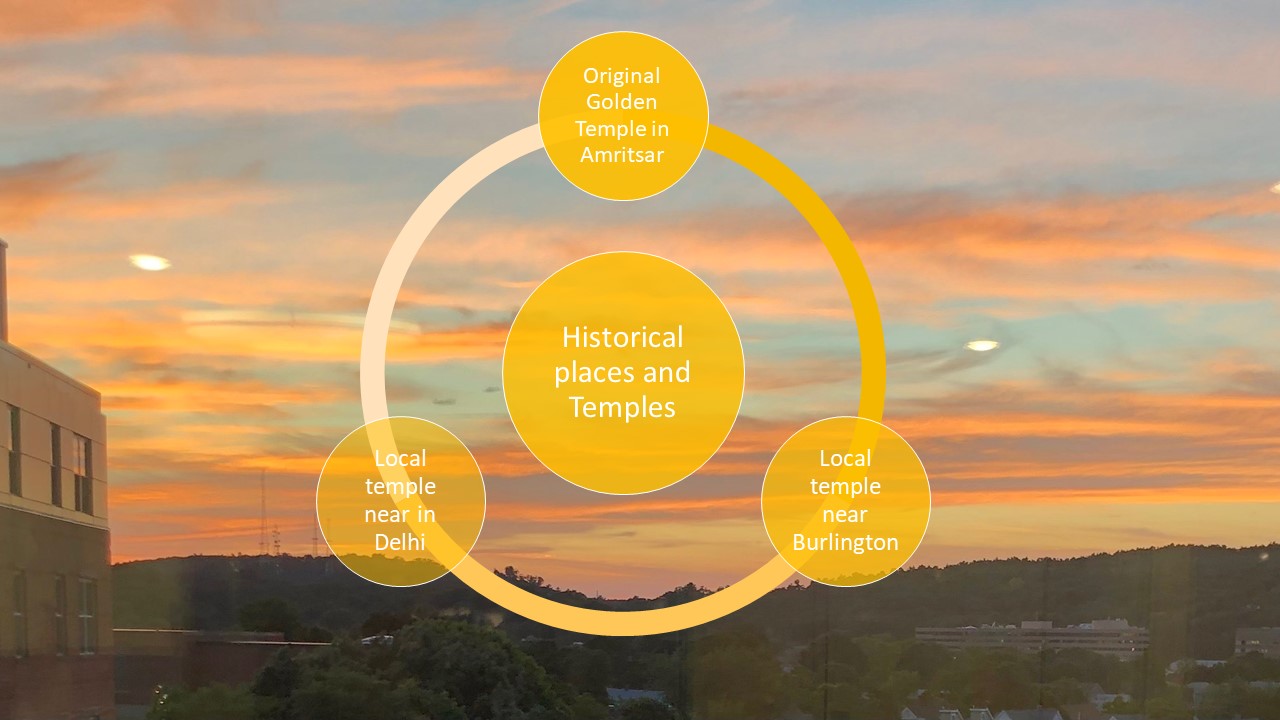 Original
Golden
Temple in
Amritsar
Historical
places and
Temples
Local
temple
near in
Delhi
Local
temple
near
Burlington